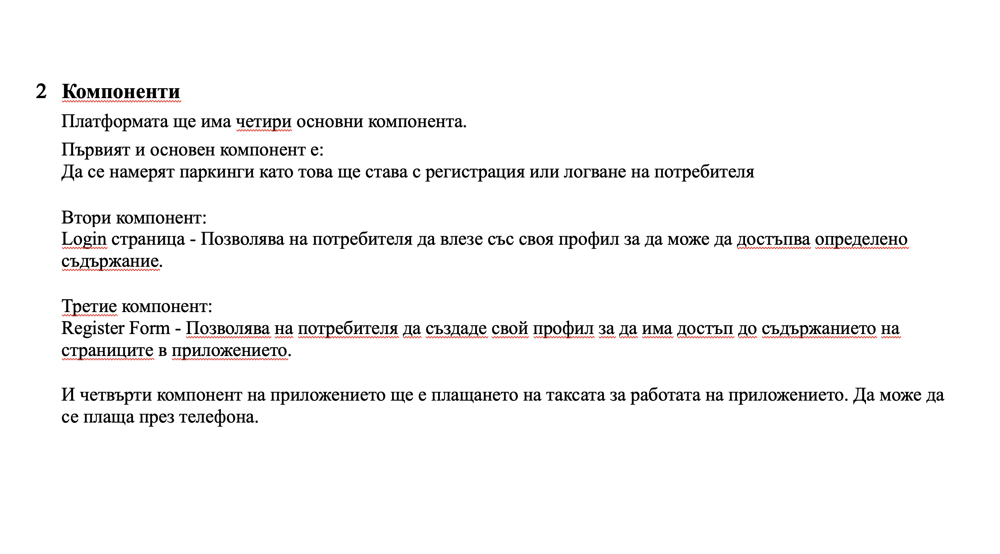 2 Компоненти
Платформата ще има четири основни компонента.
Първият и основен компонент е:
Да се намерят паркинги като това ще става с регистрация или логване на потребителя
Втори компонент:
Login страница - Позволява на потребителя да влезе със своя профил за да може да достъпва определено
съдържание.
Третие компонент:
Register Form - Позволява на потребителя да създаде свой профил за да има достъп до съдържанието на
страниците в приложението.
И четвърти компонент на приложението ще е плащането на таксата за работата на приложението. Да може да
се плаща през телефона.